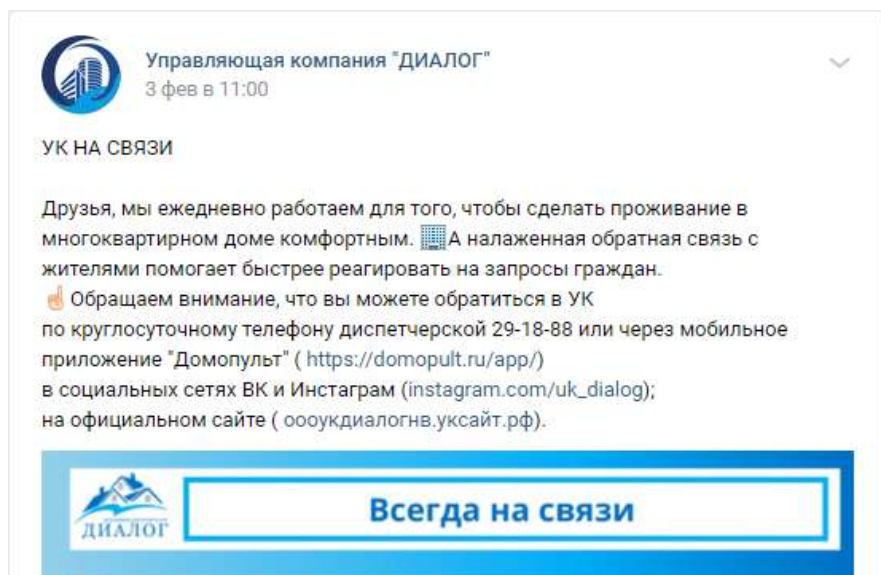 Управляющая компания "ДИАЛОГ"
3 фев в 11:00
УК НА СВЯЗИ
Друзья, мы ежедневно работаем для того, чтобы сделать проживание в
многоквартирном доме комфортным. 🏢А налаженная обратная связь с
жителями помогает быстрее реагировать на запросы граждан.
☝Обращаем внимание, что вы можете обратиться в УК
по круглосуточному телефону диспетчерской 29-18-88 или через мобильное
приложение "Домопульт" ( https://domopult.ru/app/)
в социальных сетях ВК и Инстаграм (instagram.com/uk_dialog);
на официальном сайте ( оооукдиалогнв.уксайт.рф).
Всегда на связи
ДИАЛОГ